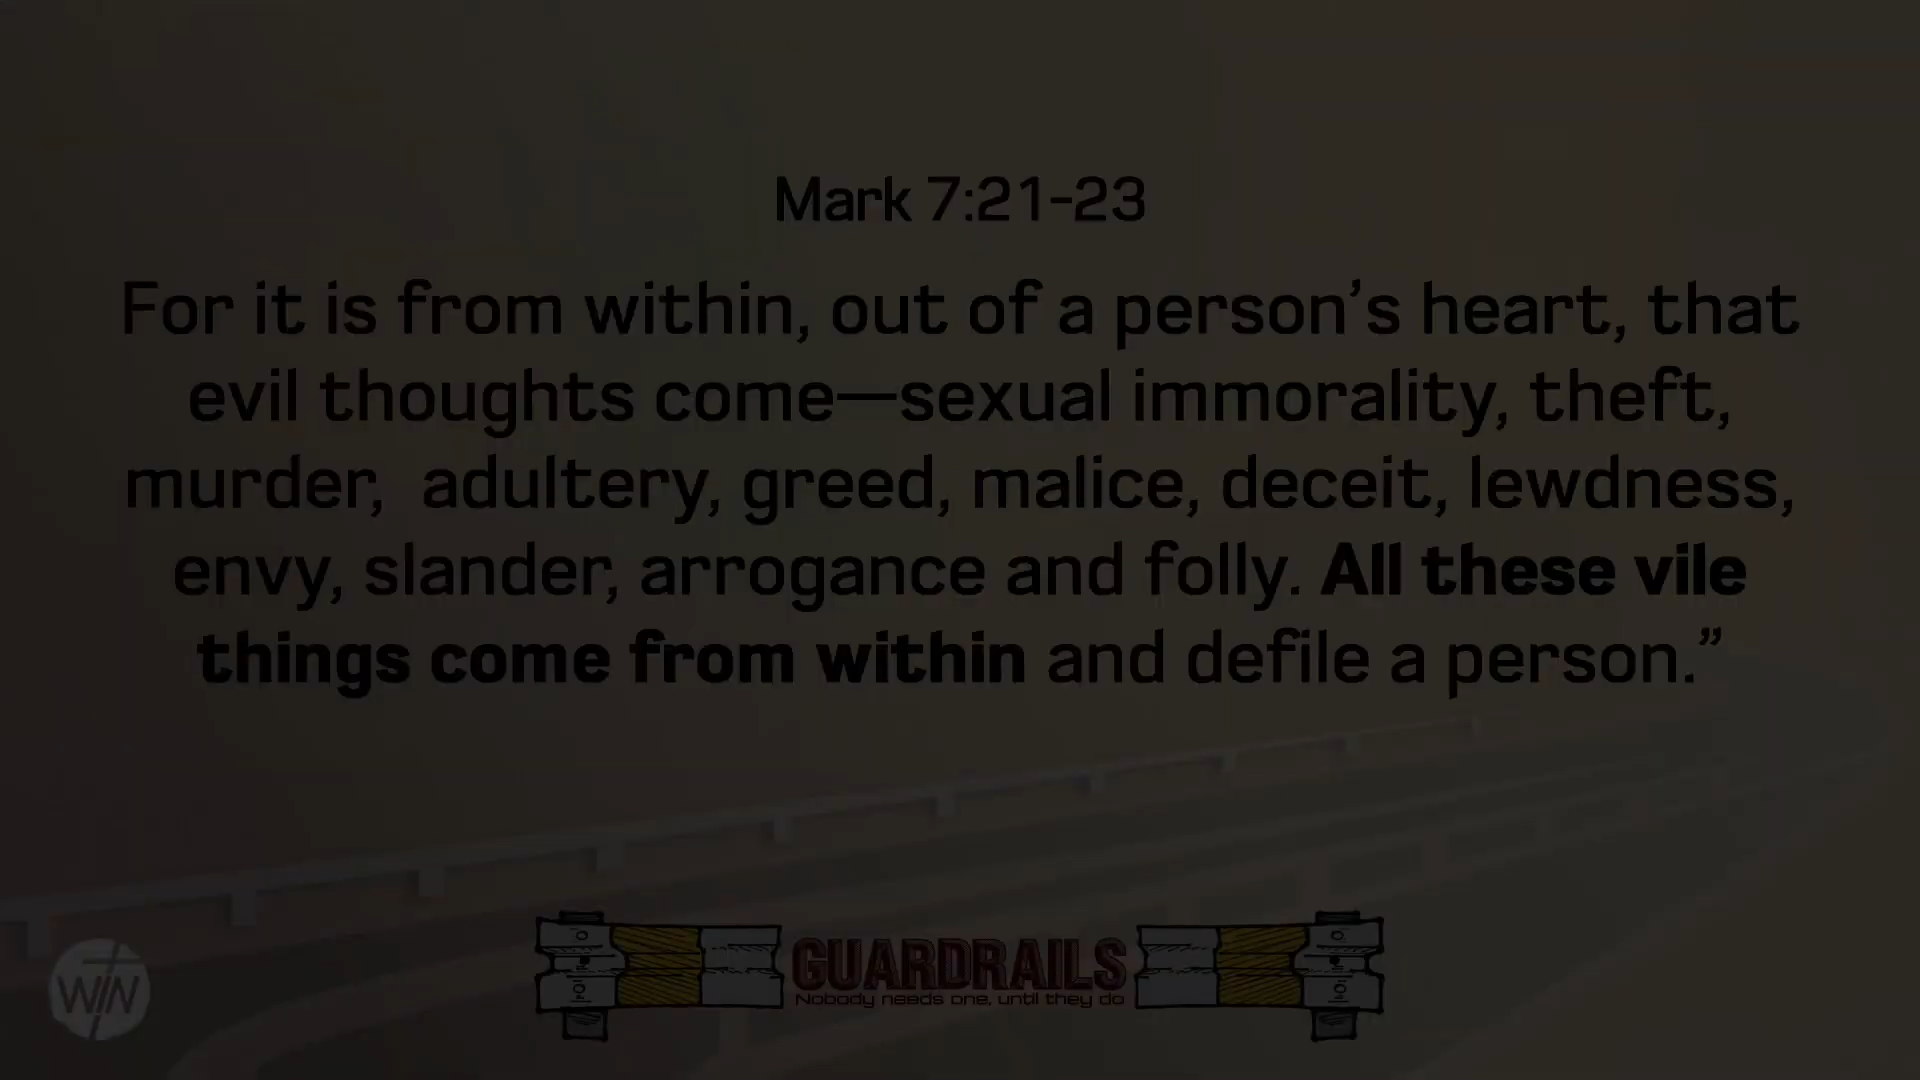 Mark 7:21-23
For it is from within, out of a person’s heart, that
evil thoughts come—sexual immorality, theft,
murder,  adultery, greed, malice, deceit, lewdness,
envy, slander, arrogance and folly. All these vile
things come from within and defile a person.”
GUARDRAILS
Nobody needs one, until they do
WIN